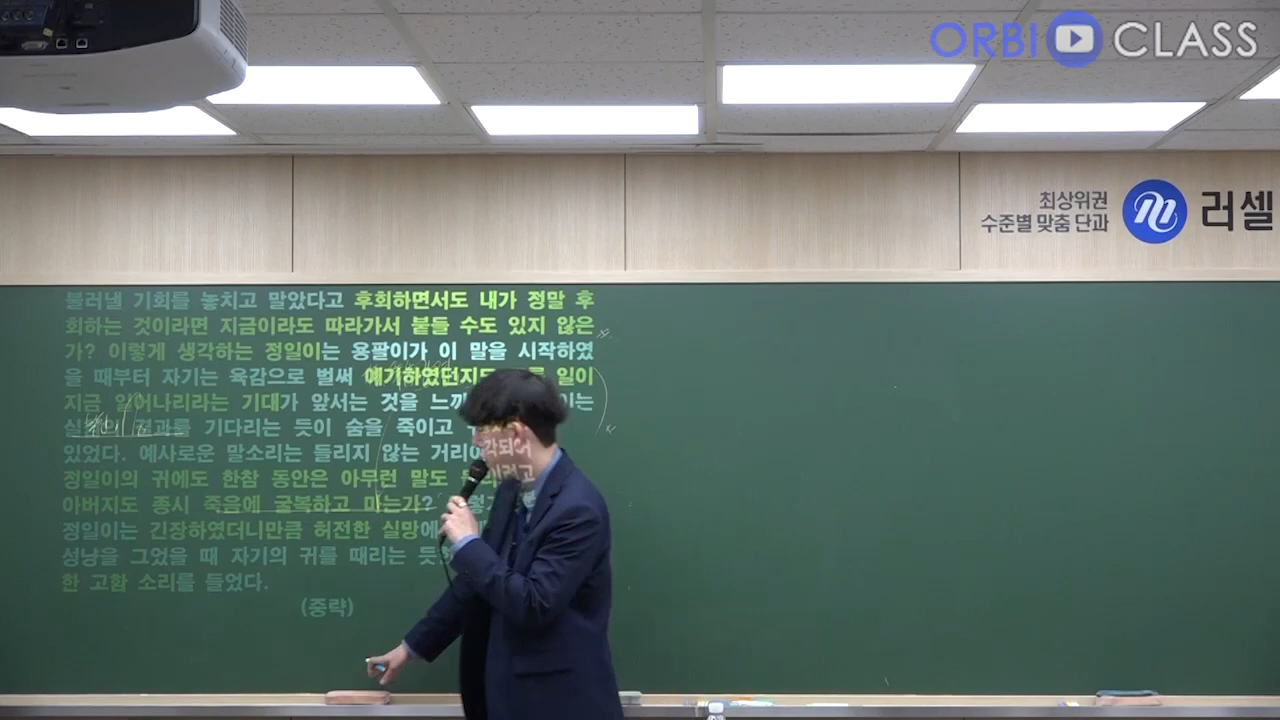 ORBI CLASS
최상위권
수준별 맞춤 단과
러셀
불러낼 기회를 놓치고 말았다고 후회하면서도 내가 정말 후
회하는 것이라면 지금이라도 따라가서 붙들 수도 있지 않은
가? 이렇게 생각하는 정일이는 용팔이가 이 말을 시작하였
을 때부터 자기는 육감으로 벌써 예기하였던지도 일이
지금 일어나리라는 기대가 앞서는 것을
결과를 기다리는 듯이 숨을 죽이고
있었다. 예사로운 말소리는 들리지 않는 각되어
정일이의 귀에도 한참 동안은 아무런 말도
아버지도 종시 죽음에 굴복하고 마는가?
정일이는 긴장하였더니만큼 허전한 실망에
성냥을 그었을 때 자기의 귀를 때리는
한 고함 소리를 들었다.
(중략)